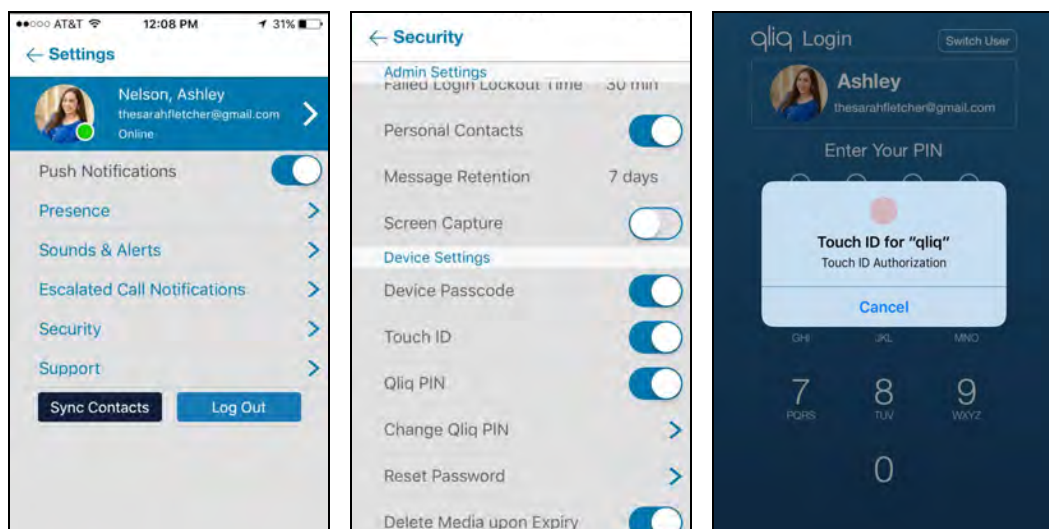 AT&T 12:08 PM 31%
← Settings
Nelson, Ashley
thesarahfletcher@gmail.com
Online
Push Notifications
Presence
Sounds & Alerts
Escalated Call Notifications
Security
Support
Sync Contacts Log Out
← Security
Admin Settings
Failed Login Lockout Time 30 min
Personal Contacts
Message Retention 7 days
Screen Capture
Device Settings
Device Passcode
Touch ID
Qliq PIN
Change Qliq PIN
Reset Password
Delete Media upon Expiry
qliq Login Switch User
Ashley
thesarahfletcher@gmail.com
Enter Your PIN
Touch ID for "qliq"
Touch ID Authorization
Cancel
GHI JKL MNO
7 8 9
PQRS TUV WXYZ
0